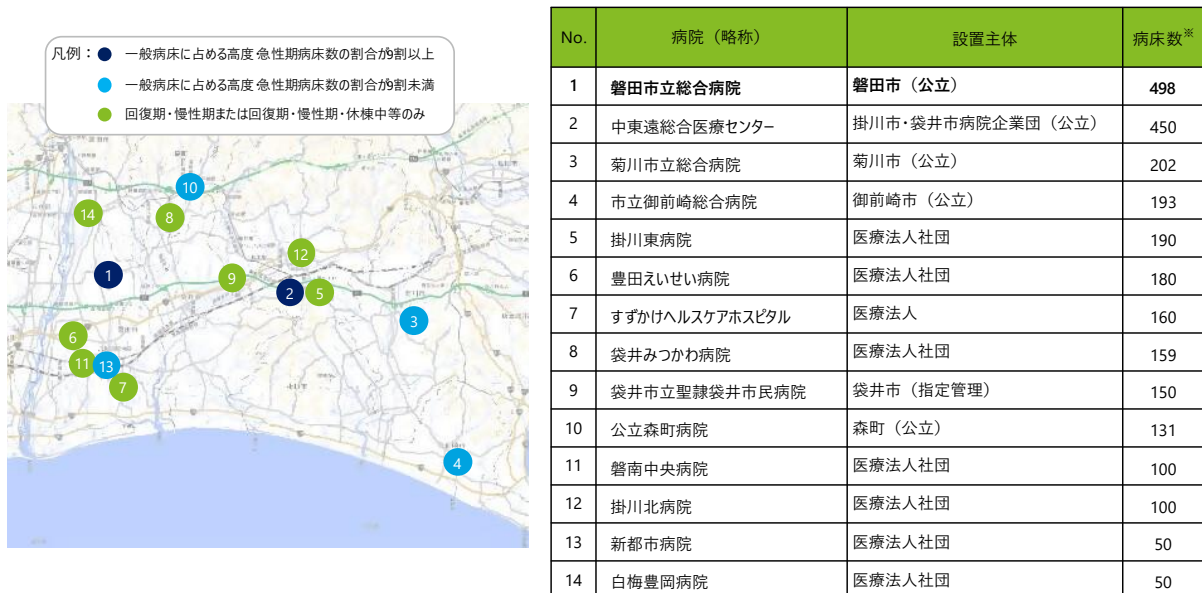 凡例：
一般病床に占める高度・急性期病床数の割合が9割以上
一般病床に占める高度・急性期病床数の割合が9割未満
回復期・慢性期または回復期・慢性期・休棟中等のみ
10
14
8
12
1
9
2
5
3
6
11
13
7
4
No. 病院（略称） 設置主体 病床数※
1 磐田市立総合病院 磐田市（公立） 498
2 中東遠総合医療センター 掛川市・袋井市病院企業団（公立） 450
3 菊川市立総合病院 菊川市（公立） 202
4 市立御前崎総合病院 御前崎市（公立） 193
5 掛川東病院 医療法人社団 190
6 豊田えいせい病院 医療法人社団 180
7 すずかけヘルスケアホスピタル 医療法人 160
8 袋井みつかわ病院 医療法人社団 159
9 袋井市立聖隷袋井市民病院 袋井市（指定管理） 150
10 公立森町病院 森町（公立） 131
11 磐南中央病院 医療法人社団 100
12 掛川北病院 医療法人社団 100
13 新都市病院 医療法人社団 50
14 白梅豊岡病院 医療法人社団 50